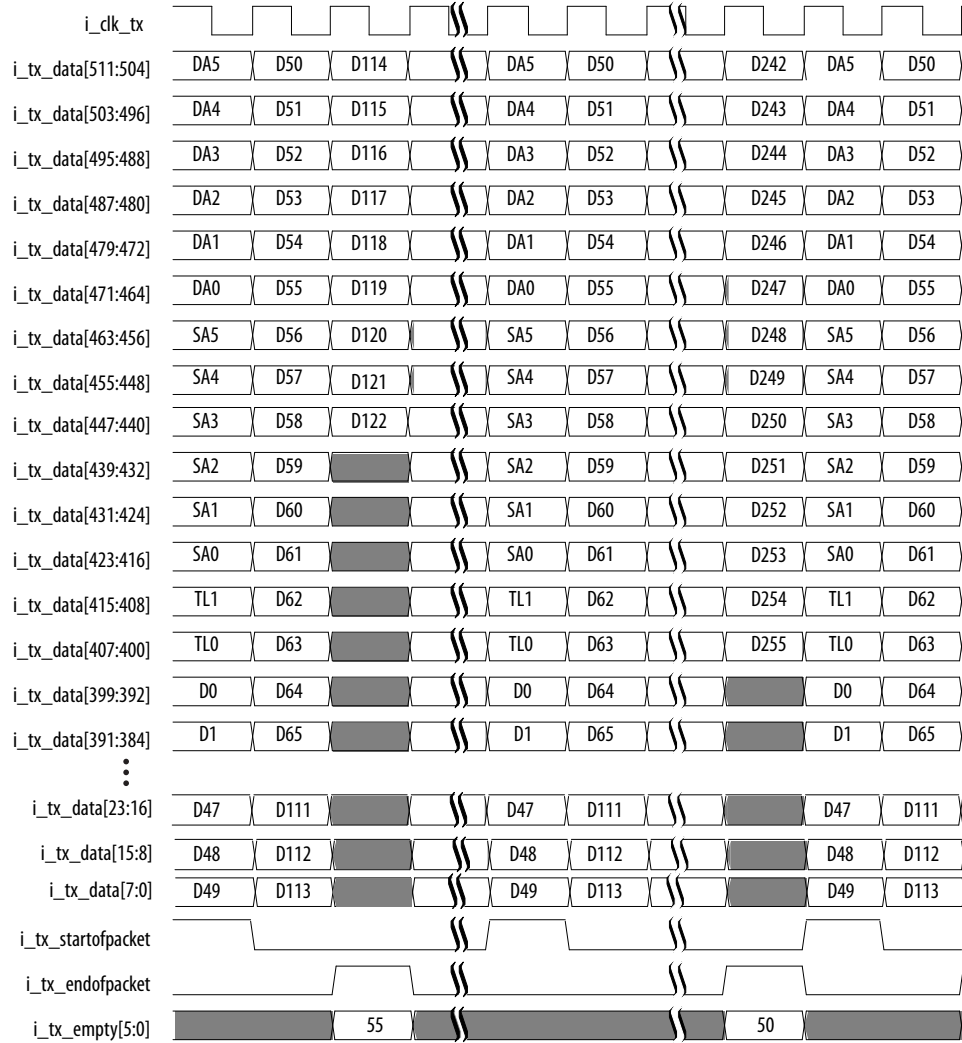 i_clk_tx
i_tx_data[511:504] DA5 D50 D114 DA5 D50 D242 DA5 D50
i_tx_data[503:496] DA4 D51 D115 DA4 D51 D243 DA4 D51
i_tx_data[495:488] DA3 D52 D116 DA3 D52 D244 DA3 D52
i_tx_data[487:480] DA2 D53 D117 DA2 D53 D245 DA2 D53
i_tx_data[479:472] DA1 D54 D118 DA1 D54 D246 DA1 D54
i_tx_data[471:464] DA0 D55 D119 DA0 D55 D247 DA0 D55
i_tx_data[463:456] SA5 D56 D120 SA5 D56 D248 SA5 D56
i_tx_data[455:448] SA4 D57 D121 SA4 D57 D249 SA4 D57
i_tx_data[447:440] SA3 D58 D122 SA3 D58 D250 SA3 D58
i_tx_data[439:432] SA2 D59 SA2 D59 D251 SA2 D59
i_tx_data[431:424] SA1 D60 SA1 D60 D252 SA1 D60
i_tx_data[423:416] SA0 D61 SA0 D61 D253 SA0 D61
i_tx_data[415:408] TL1 D62 TL1 D62 D254 TL1 D62
i_tx_data[407:400] TL0 D63 TL0 D63 D255 TL0 D63
i_tx_data[399:392] D0 D64 D0 D64 D0 D64
i_tx_data[391:384] D1 D65 D1 D65 D1 D65
i_tx_data[23:16] D47 D111 D47 D111 D47 D111
i_tx_data[15:8] D48 D112 D48 D112 D48 D112
i_tx_data[7:0] D49 D113 D49 D113 D49 D113
i_tx_startofpacket
i_tx_endofpacket
i_tx_empty[5:0] 55 50